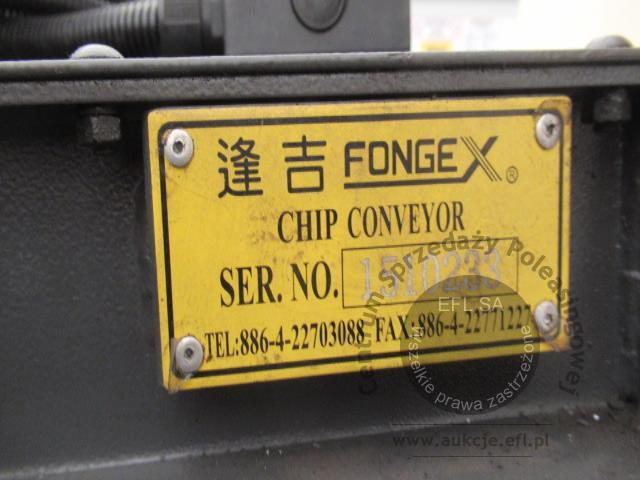 逢吉 FONGEX®
CHIP CONVEYOR
SER. NO. 1510233
TEL:886-4-22703088 FAX:886-4-22771227
Centrum Sprzedaży Poleasingowej
EFL.SA
wszelkie prawa zastrzeżone
www.aukcje.efl.pl